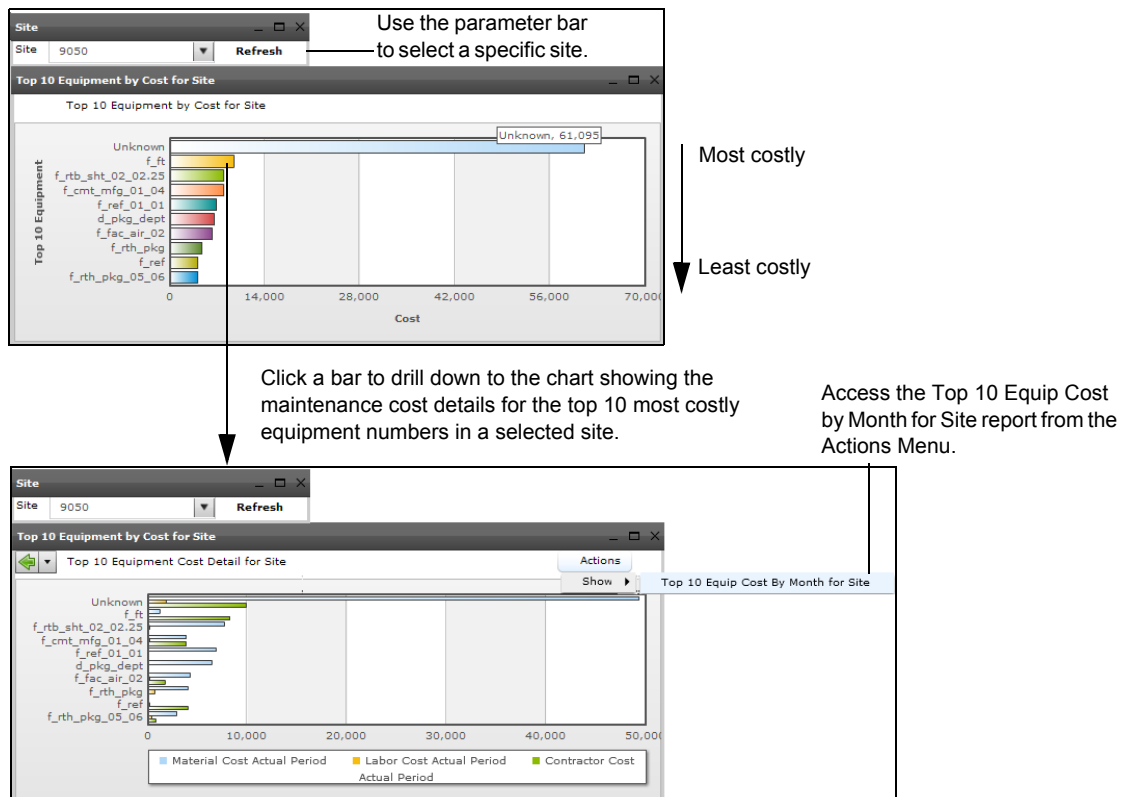 Site
Site 9050 Refresh
Use the parameter bar
to select a specific site.
Top 10 Equipment by Cost for Site
Top 10 Equipment by Cost for Site
Unknown, 61,095
Top 10 Equipment
Unknown
f_ft
f_rtb_sht_02_02.25
f_cmt_mfg_01_04
f_ref_01_01
d_pkg_dept
f_fac_air_02
f_rth_pkg
f_ref
f_rth_pkg_05_06
0 14,000 28,000 42,000 56,000 70,000
Cost
Most costly
Least costly
Click a bar to drill down to the chart showing the
maintenance cost details for the top 10 most costly
equipment numbers in a selected site.
Access the Top 10 Equip Cost
by Month for Site report from the
Actions Menu.
Site
Site 9050 Refresh
Top 10 Equipment by Cost for Site
Top 10 Equipment Cost Detail for Site Actions
Show Top 10 Equip Cost By Month for Site
Unknown
f_ft
f_rtb_sht_02_02.25
f_cmt_mfg_01_04
f_ref_01_01
d_pkg_dept
f_fac_air_02
f_rth_pkg
f_ref
f_rth_pkg_05_06
0 10,000 20,000 30,000 40,000 50,000
Material Cost Actual Period Labor Cost Actual Period Contractor Cost
Actual Period